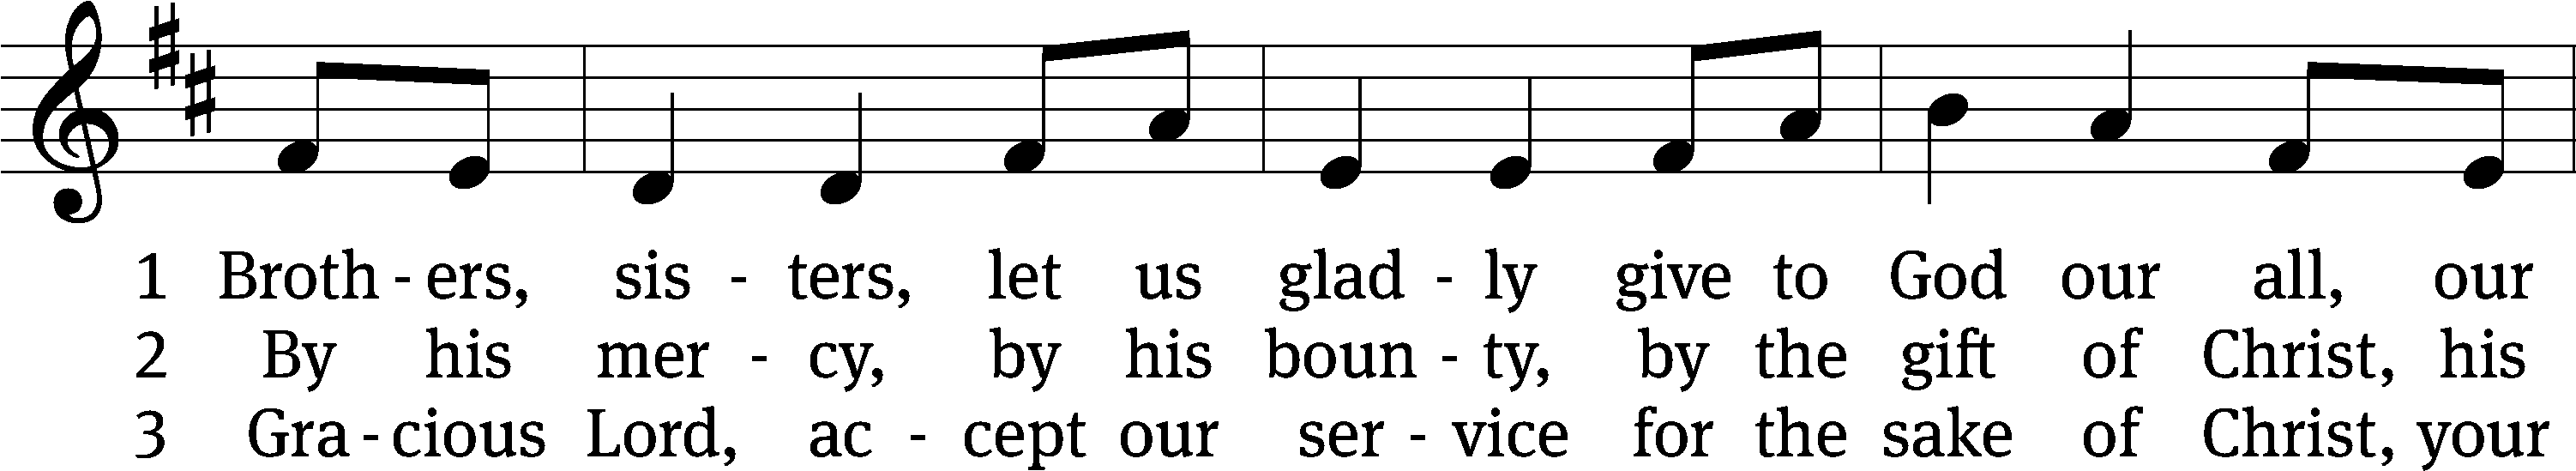 1 Broth - ers, sis - ters, let us glad - ly give to God our all, our
2 By his mer - cy, by his boun - ty, by the gift of Christ, his
3 Gra - cious Lord, ac - cept our ser - vice for the sake of Christ, your